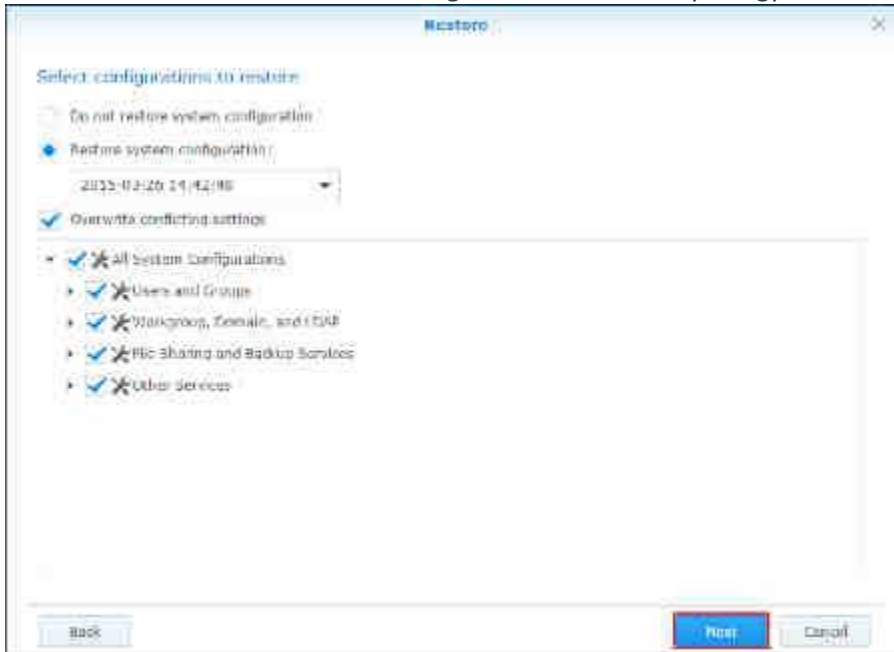 Restore
Select configurations to restore
Do not restore system configuration
Restore system configuration:
2015-03-26 14:42:48
Overwrite conflicting settings
All System Configurations
Users and Groups
Workgroup, Domain, and LDAP
File Sharing and Backup Services
Other Services
Back
Next Cancel